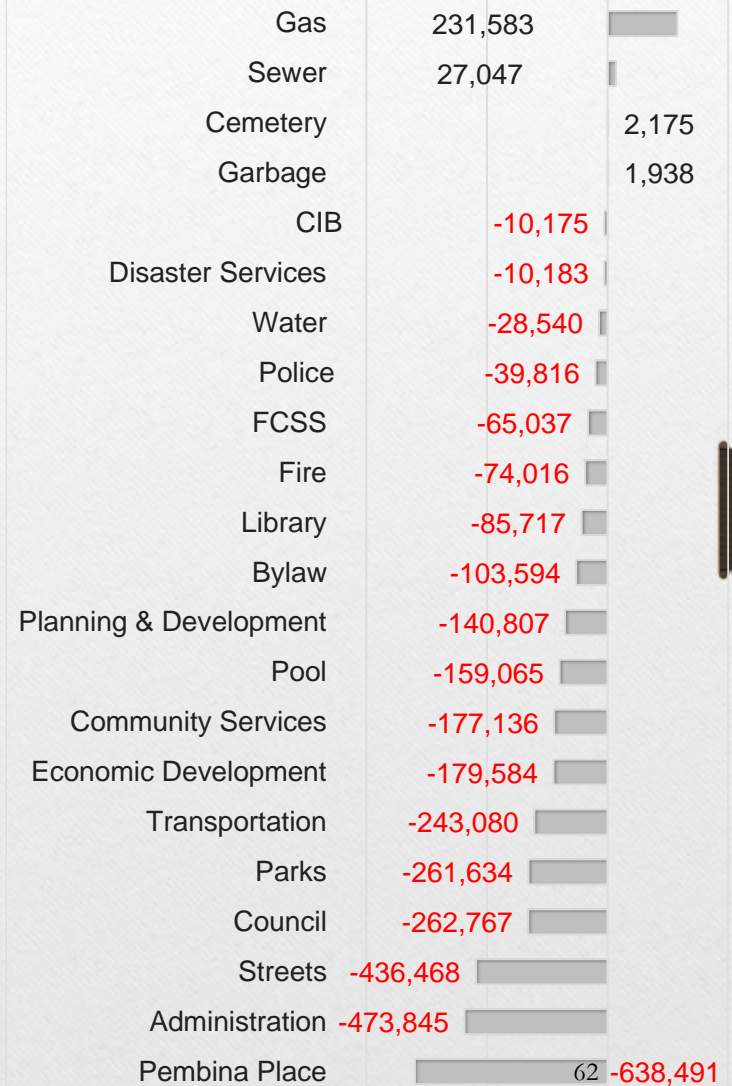 Gas 231,583
Sewer 27,047
Cemetery 2,175
Garbage 1,938
CIB -10,175
Disaster Services -10,183
Water -28,540
Police -39,816
FCSS -65,037
Fire -74,016
Library -85,717
Bylaw -103,594
Planning & Development -140,807
Pool -159,065
Community Services -177,136
Economic Development -179,584
Transportation -243,080
Parks -261,634
Council -262,767
Streets -436,468
Administration -473,845
Pembina Place 62 -638,491